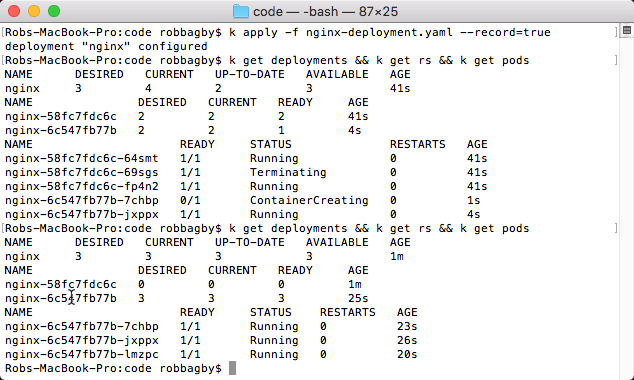 code — -bash — 87×25
[Robs-MacBook-Pro:code robbagby$ k apply -f nginx-deployment.yaml --record=true ]
deployment "nginx" configured
[Robs-MacBook-Pro:code robbagby$ k get deployments && k get rs && k get pods ]
NAME DESIRED CURRENT UP-TO-DATE AVAILABLE AGE
nginx 3 4 2 3 41s
NAME DESIRED CURRENT READY AGE
nginx-58fc7fdc6c 2 2 2 41s
nginx-6c547fb77b 2 2 1 4s
NAME READY STATUS RESTARTS AGE
nginx-58fc7fdc6c-64smt 1/1 Running 0 41s
nginx-58fc7fdc6c-69sgs 1/1 Terminating 0 41s
nginx-58fc7fdc6c-fp4n2 1/1 Running 0 41s
nginx-6c547fb77b-7chbp 0/1 ContainerCreating 0 1s
nginx-6c547fb77b-jxppx 1/1 Running 0 4s
[Robs-MacBook-Pro:code robbagby$ k get deployments && k get rs && k get pods ]
NAME DESIRED CURRENT UP-TO-DATE AVAILABLE AGE
nginx 3 3 3 3 1m
NAME DESIRED CURRENT READY AGE
nginx-58fc7fdc6c 0 0 0 1m
nginx-6c547fb77b 3 3 3 25s
NAME READY STATUS RESTARTS AGE
nginx-6c547fb77b-7chbp 1/1 Running 0 23s
nginx-6c547fb77b-jxppx 1/1 Running 0 26s
nginx-6c547fb77b-lmzpc 1/1 Running 0 20s
Robs-MacBook-Pro:code robbagby$